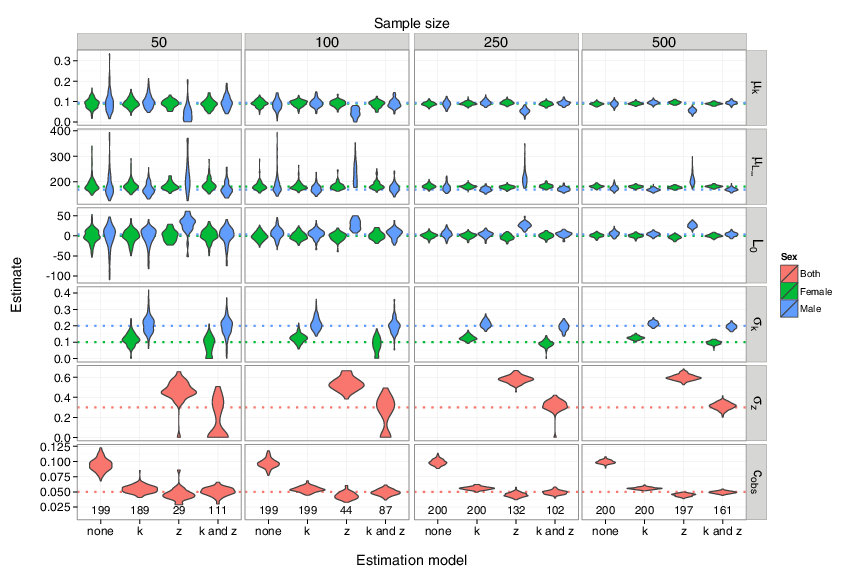 Sample size
50 100 250 500
0.3
0.2
0.1
0.0
μk
400
300
200
μL∞
50
0
-50
-100
L0
0.4
0.3
0.2
0.1
0.0
σk
0.6
0.4
0.2
0.0
σz
0.125
0.100
0.075
0.050
0.025
cobs
199 189 29 111 199 199 44 87 200 200 132 102 200 200 197 161
none k z k and z none k z k and z none k z k and z none k z k and z
Estimation model
Estimate
Sex
Both
Female
Male